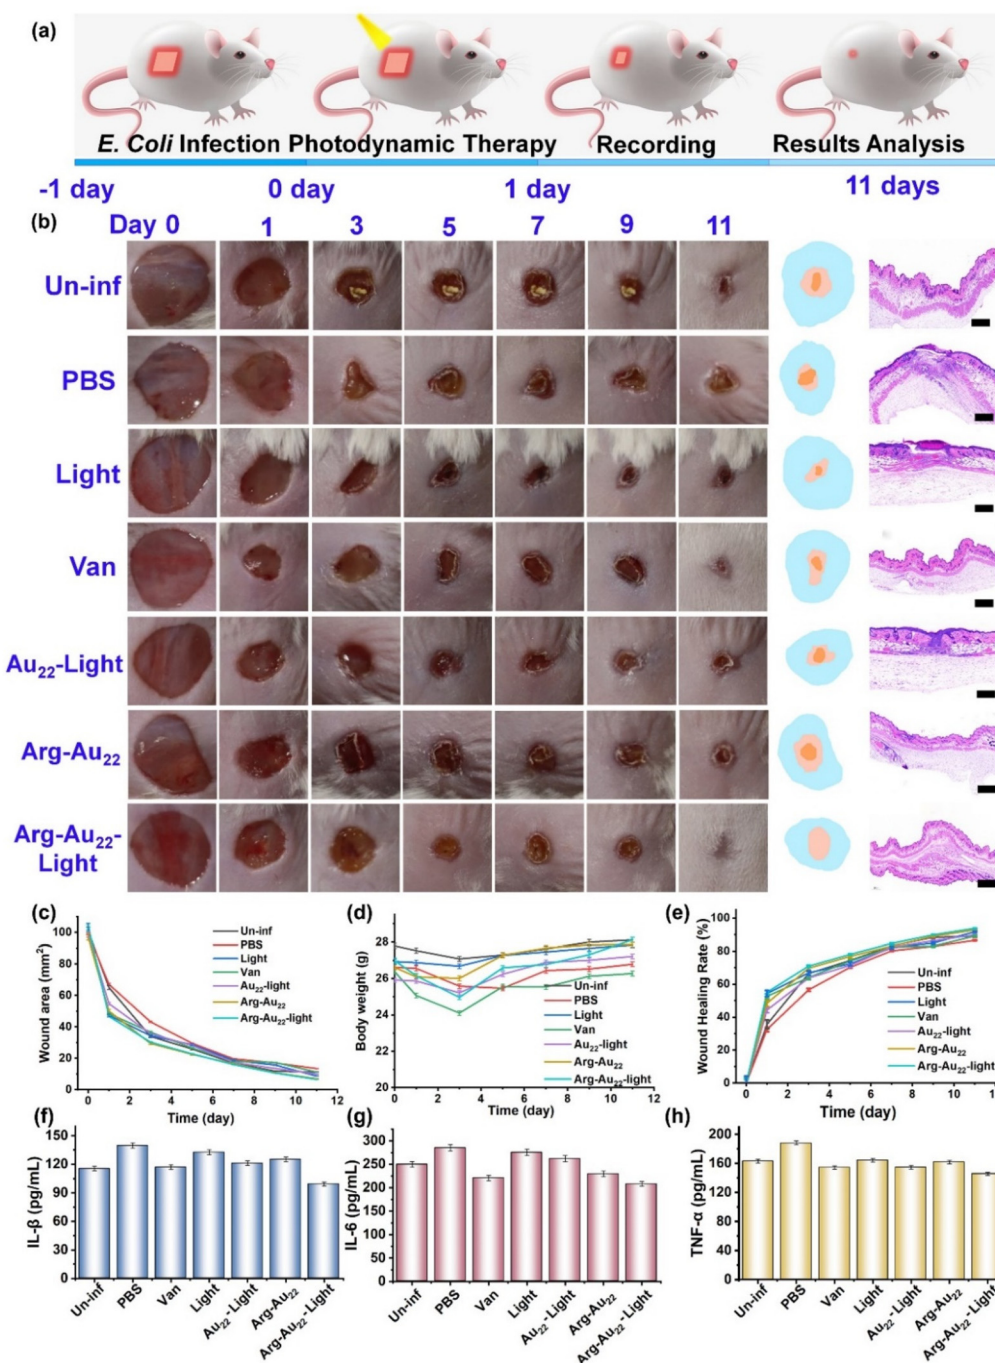 (a)
E. Coli Infection Photodynamic Therapy Recording Results Analysis
-1 day 0 day 1 day 11 days
(b) Day 0 1 3 5 7 9 11
Un-inf
PBS
Light
Van
Au₂₂-Light
Arg-Au₂₂
Arg-Au₂₂-
Light
(c)
Wound area (mm²)
100
80
60
40
20
0
Un-inf
PBS
Light
Van
Au₂₂-light
Arg-Au₂₂
Arg-Au₂₂-light
0 2 4 6 8 10 12
Time (day)
(d)
Body weight (g)
28
26
24
22
20
Un-inf
PBS
Light
Van
Au₂₂-light
Arg-Au₂₂
Arg-Au₂₂-light
0 2 4 6 8 10 12
Time (day)
(e)
Wound Healing Rate (%)
100
80
60
40
20
0
Un-inf
PBS
Light
Van
Au₂₂-light
Arg-Au₂₂
Arg-Au₂₂-light
0 2 4 6 8 10 12
Time (day)
(f)
IL-β (pg/mL)
150
120
90
60
30
0
Un-inf
PBS
Van
Light
Au₂₂-Light
Arg-Au₂₂
Arg-Au₂₂-Light
(g)
IL-6 (pg/mL)
300
250
200
150
100
50
0
Un-inf
PBS
Van
Light
Au₂₂-Light
Arg-Au₂₂
Arg-Au₂₂-Light
(h)
TNF-α (pg/mL)
200
160
120
80
40
0
Un-inf
PBS
Van
Light
Au₂₂-Light
Arg-Au₂₂
Arg-Au₂₂-Light